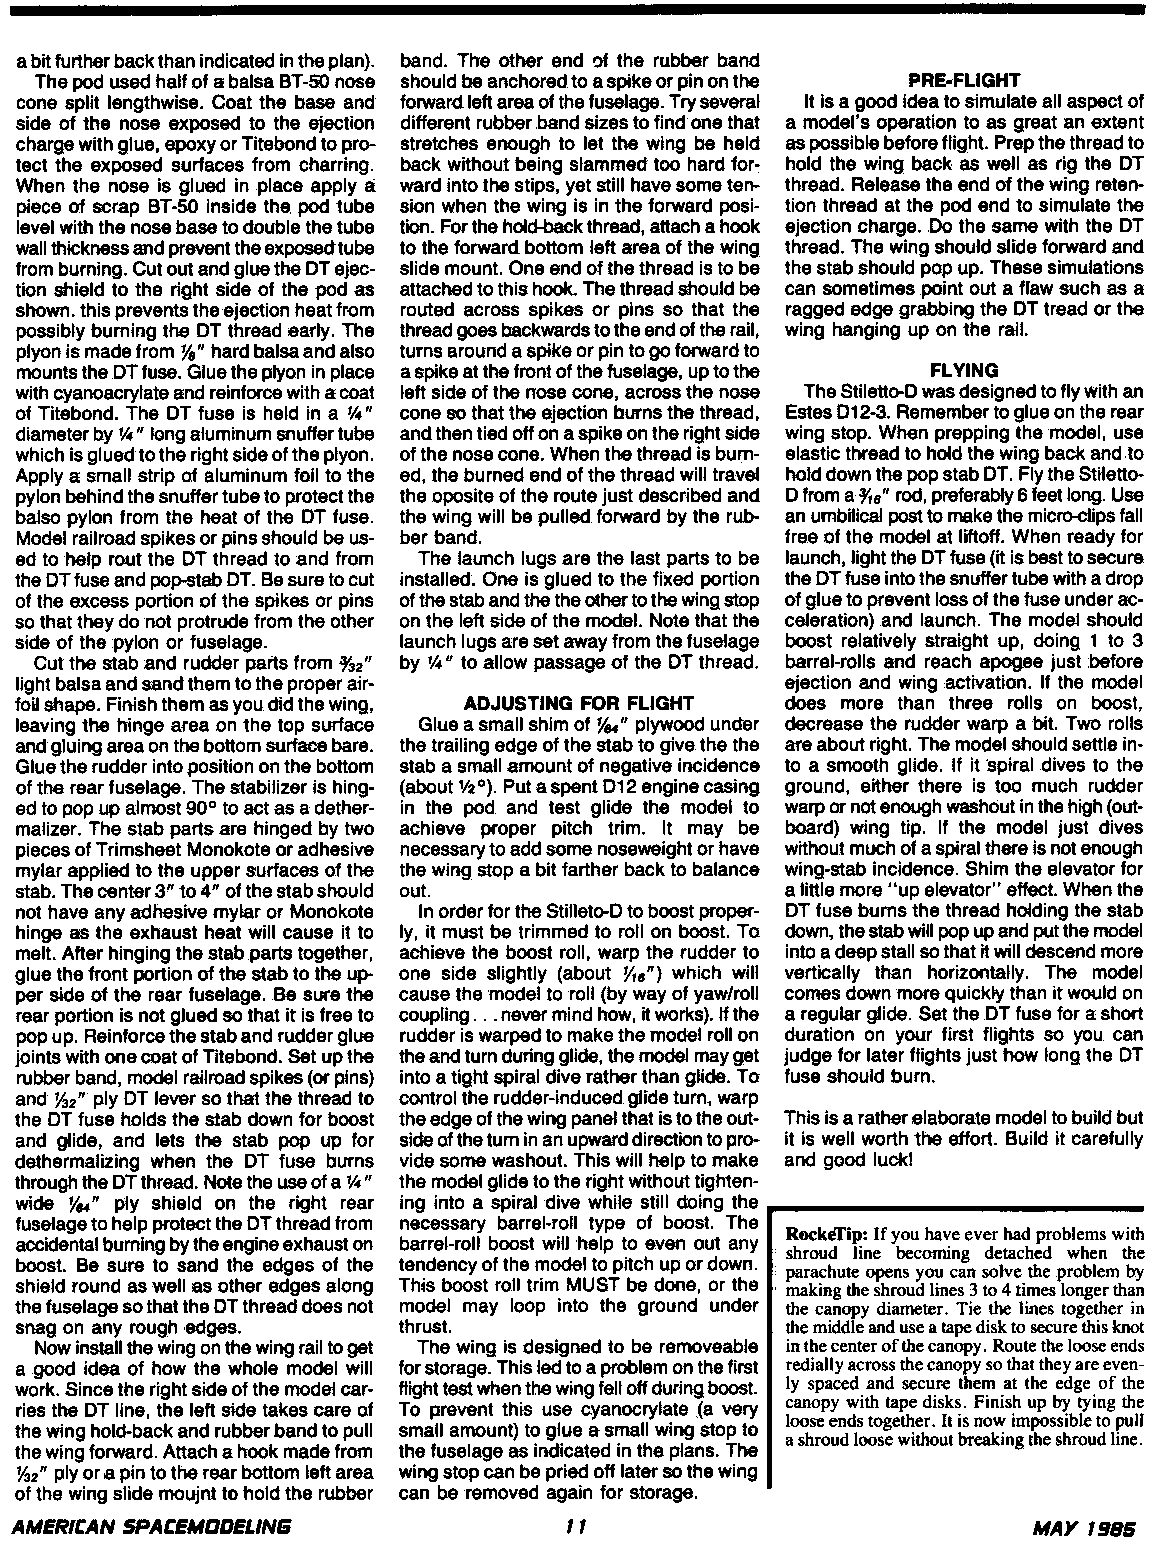 a bit further back than indicated in the plan).
The pod used half of a balsa BT-50 nose
cone split lengthwise. Coat the base and
side of the nose exposed to the ejection
charge with glue, epoxy or Titebond to pro-
tect the exposed surfaces from charring.
When the nose is glued in place apply a
piece of scrap BT-50 inside the pod tube
level with the nose base to double the tube
wall thickness and prevent the exposed tube
from burning. Cut out and glue the DT ejec-
tion shield to the right side of the pod as
shown. this prevents the ejection heat from
possibly burning the DT thread early. The
plyon is made from 1/8" hard balsa and also
mounts the DT fuse. Glue the plyon in place
with cyanoacrylate and reinforce with a coat
of Titebond. The DT fuse is held in a 1/4"
diameter by 1/4" long aluminum snuffer tube
which is glued to the right side of the plyon.
Apply a small strip of aluminum foil to the
pylon behind the snuffer tube to protect the
balso pylon from the heat of the DT fuse.
Model railroad spikes or pins should be us-
ed to help rout the DT thread to and from
the DT fuse and pop-stab DT. Be sure to cut
of the excess portion of the spikes or pins
so that they do not protrude from the other
side of the pylon or fuselage.
Cut the stab and rudder parts from 3/32"
light balsa and sand them to the proper air-
foil shape. Finish them as you did the wing,
leaving the hinge area on the top surface
and gluing area on the bottom surface bare.
Glue the rudder into position on the bottom
of the rear fuselage. The stabilizer is hing-
ed to pop up almost 90° to act as a dether-
malizer. The stab parts are hinged by two
pieces of Trimsheet Monokote or adhesive
mylar applied to the upper surfaces of the
stab. The center 3" to 4" of the stab should
not have any adhesive mylar or Monokote
hinge as the exhaust heat will cause it to
melt. After hinging the stab parts together,
glue the front portion of the stab to the up-
per side of the rear fuselage. Be sure the
rear portion is not glued so that it is free to
pop up. Reinforce the stab and rudder glue
joints with one coat of Titebond. Set up the
rubber band, model railroad spikes (or pins)
and 1/32" ply DT lever so that the thread to
the DT fuse holds the stab down for boost
and glide, and lets the stab pop up for
dethermalizing when the DT fuse burns
through the DT thread. Note the use of a 1/4"
wide 1/64" ply shield on the right rear
fuselage to help protect the DT thread from
accidental burning by the engine exhaust on
boost. Be sure to sand the edges of the
shield round as well as other edges along
the fuselage so that the DT thread does not
snag on any rough edges.
Now install the wing on the wing rail to get
a good idea of how the whole model will
work. Since the right side of the model car-
ries the DT line, the left side takes care of
the wing hold-back and rubber band to pull
the wing forward. Attach a hook made from
1/32" ply or a pin to the rear bottom left area
of the wing slide moujnt to hold the rubber
band. The other end of the rubber band
should be anchored to a spike or pin on the
forward left area of the fuselage. Try several
different rubber band sizes to find one that
stretches enough to let the wing be held
back without being slammed too hard for-
ward into the stips, yet still have some ten-
sion when the wing is in the forward posi-
tion. For the hold-back thread, attach a hook
to the forward bottom left area of the wing
slide mount. One end of the thread is to be
attached to this hook. The thread should be
routed across spikes or pins so that the
thread goes backwards to the end of the rail,
turns around a spike or pin to go forward to
a spike at the front of the fuselage, up to the
left side of the nose cone, across the nose
cone so that the ejection burns the thread,
and then tied off on a spike on the right side
of the nose cone. When the thread is burn-
ed, the burned end of the thread will travel
the oposite of the route just described and
the wing will be pulled forward by the rub-
ber band.
The launch lugs are the last parts to be
installed. One is glued to the fixed portion
of the stab and the the other to the wing stop
on the left side of the model. Note that the
launch lugs are set away from the fuselage
by 1/4" to allow passage of the DT thread.
ADJUSTING FOR FLIGHT
Glue a small shim of 1/64" plywood under
the trailing edge of the stab to give the the
stab a small amount of negative incidence
(about 1/2°). Put a spent D12 engine casing
in the pod and test glide the model to
achieve proper pitch trim. It may be
necessary to add some noseweight or have
the wing stop a bit farther back to balance
out.
In order for the Stilleto-D to boost proper-
ly, it must be trimmed to roll on boost. To
achieve the boost roll, warp the rudder to
one side slightly (about 1/16") which will
cause the model to roll (by way of yaw/roll
coupling . . . never mind how, it works). If the
rudder is warped to make the model roll on
the and turn during glide, the model may get
into a tight spiral dive rather than glide. To
control the rudder-induced glide turn, warp
the edge of the wing panel that is to the out-
side of the turn in an upward direction to pro-
vide some washout. This will help to make
the model glide to the right without tighten-
ing into a spiral dive while still doing the
necessary barrel-roll type of boost. The
barrel-roll boost will help to even out any
tendency of the model to pitch up or down.
This boost roll trim MUST be done, or the
model may loop into the ground under
thrust.
The wing is designed to be removeable
for storage. This led to a problem on the first
flight test when the wing fell off during boost.
To prevent this use cyanocrylate (a very
small amount) to glue a small wing stop to
the fuselage as indicated in the plans. The
wing stop can be pried off later so the wing
can be removed again for storage.
PRE-FLIGHT
It is a good idea to simulate all aspect of
a model's operation to as great an extent
as possible before flight. Prep the thread to
hold the wing back as well as rig the DT
thread. Release the end of the wing reten-
tion thread at the pod end to simulate the
ejection charge. Do the same with the DT
thread. The wing should slide forward and
the stab should pop up. These simulations
can sometimes point out a flaw such as a
ragged edge grabbing the DT tread or the
wing hanging up on the rail.
FLYING
The Stiletto-D was designed to fly with an
Estes D12-3. Remember to glue on the rear
wing stop. When prepping the model, use
elastic thread to hold the wing back and to
hold down the pop stab DT. Fly the Stiletto-
D from a 3/16" rod, preferably 6 feet long. Use
an umbilical post to make the micro-clips fall
free of the model at liftoff. When ready for
launch, light the DT fuse (it is best to secure
the DT fuse into the snuffer tube with a drop
of glue to prevent loss of the fuse under ac-
celeration) and launch. The model should
boost relatively straight up, doing 1 to 3
barrel-rolls and reach apogee just before
ejection and wing activation. If the model
does more than three rolls on boost,
decrease the rudder warp a bit. Two rolls
are about right. The model should settle in-
to a smooth glide. If it spiral dives to the
ground, either there is too much rudder
warp or not enough washout in the high (out-
board) wing tip. If the model just dives
without much of a spiral there is not enough
wing-stab incidence. Shim the elevator for
a little more "up elevator" effect. When the
DT fuse burns the thread holding the stab
down, the stab will pop up and put the model
into a deep stall so that it will descend more
vertically than horizontally. The model
comes down more quickly than it would on
a regular glide. Set the DT fuse for a short
duration on your first flights so you can
judge for later flights just how long the DT
fuse should burn.
This is a rather elaborate model to build but
it is well worth the effort. Build it carefully
and good luck!
RockeTip: If you have ever had problems with
shroud line becoming detached when the
parachute opens you can solve the problem by
making the shroud lines 3 to 4 times longer than
the canopy diameter. Tie the lines together in
the middle and use a tape disk to secure this knot
in the center of the canopy. Route the loose ends
redially across the canopy so that they are even-
ly spaced and secure them at the edge of the
canopy with tape disks. Finish up by tying the
loose ends together. It is now impossible to pull
a shroud loose without breaking the shroud line.
AMERICAN SPACEMODELING
11
MAY 1985